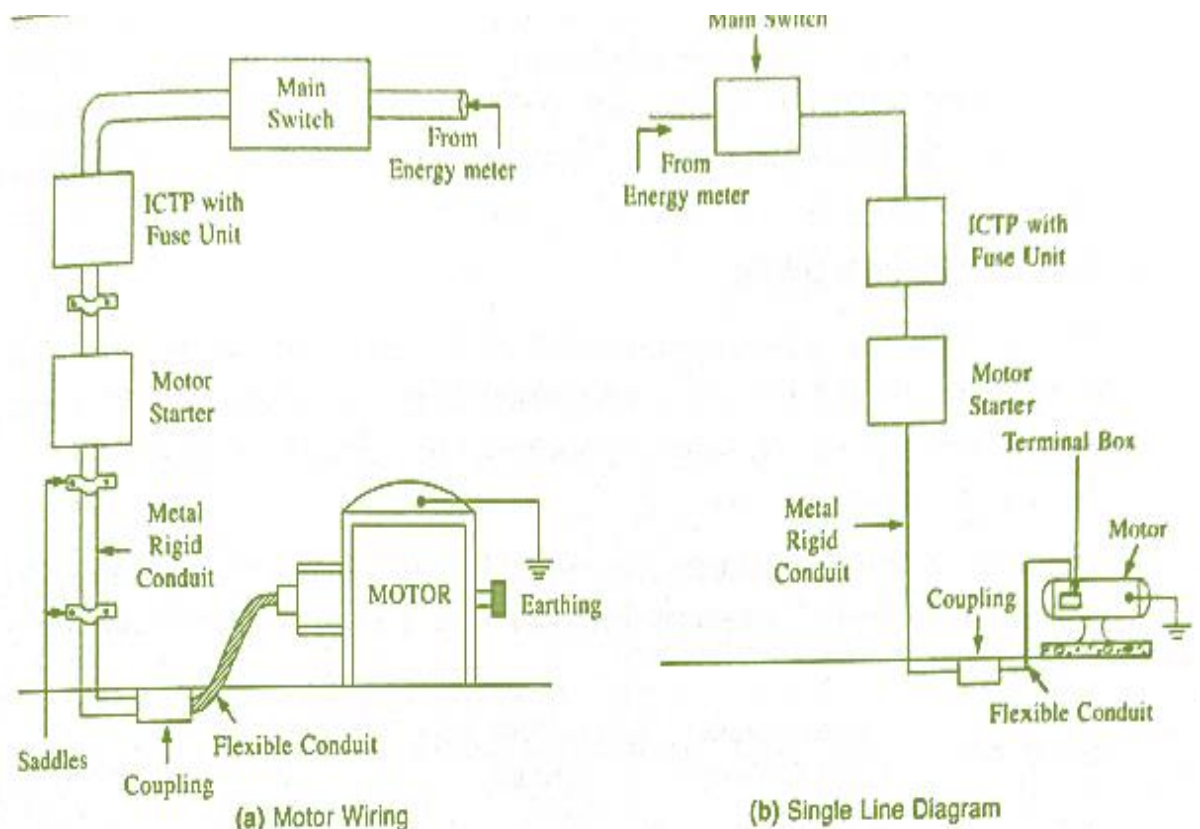 Main
Switch
From
Energy meter
ICTP with
Fuse Unit
Motor
Starter
Metal
Rigid
Conduit
MOTOR
Earthing
Saddles
Coupling
Flexible Conduit
(a) Motor Wiring
Main Switch
From
Energy meter
ICTP with
Fuse Unit
Motor
Starter
Terminal Box
Metal
Rigid
Conduit
Motor
Coupling
Flexible Conduit
(b) Single Line Diagram